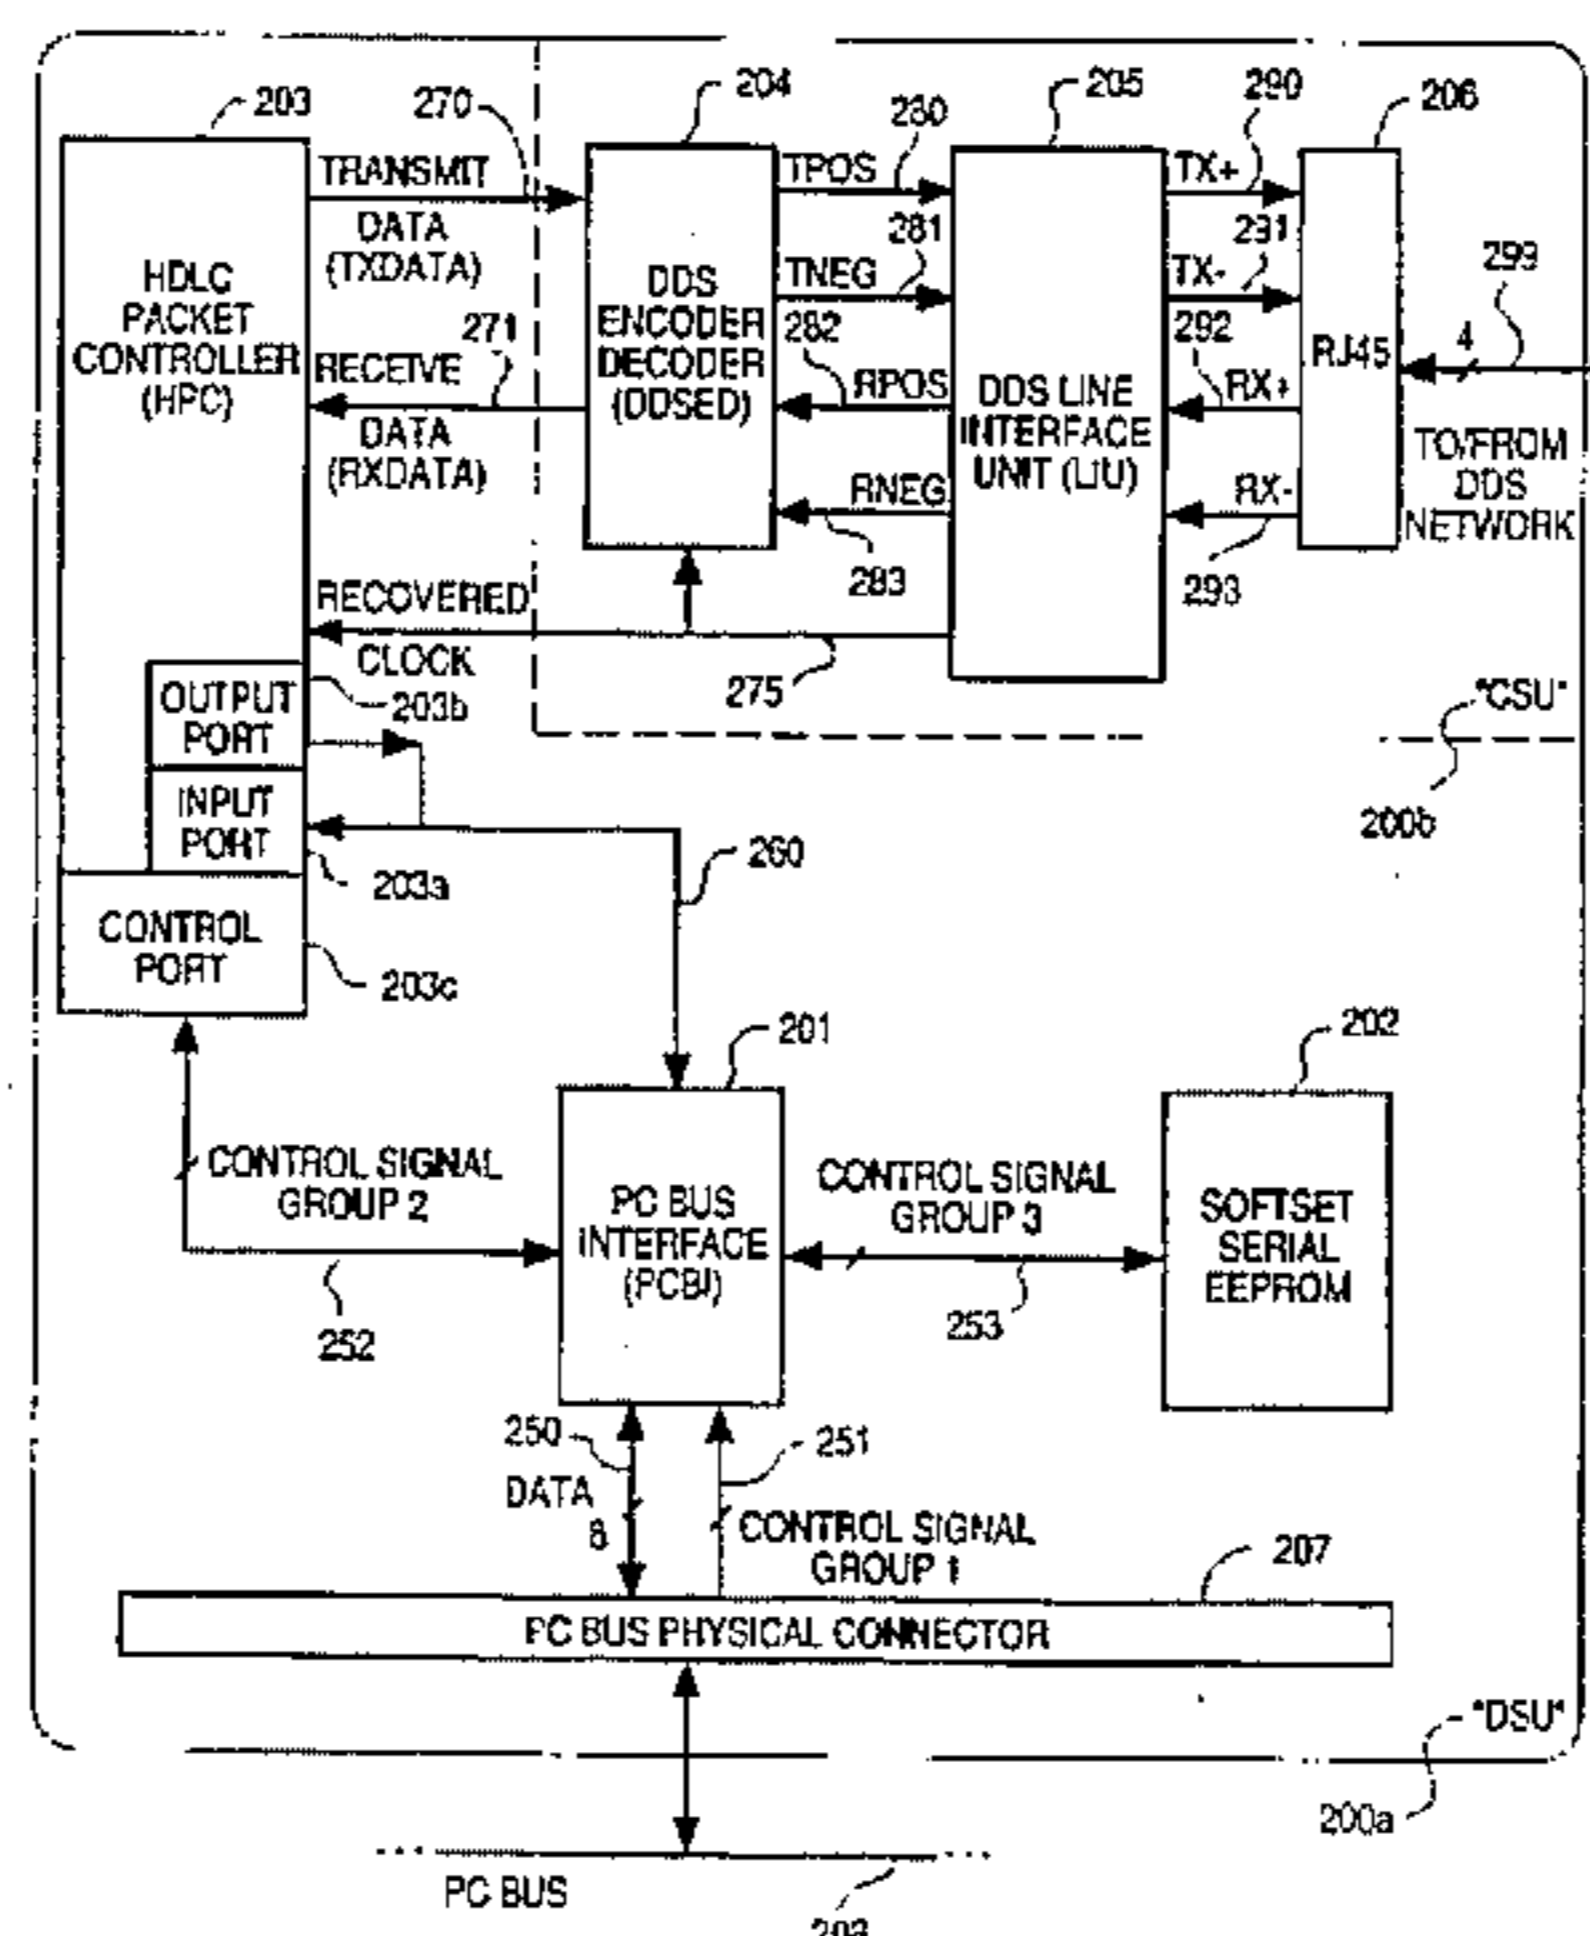 203
270
204
280
205
290
206
TRANSMIT
DATA
(TXDATA)
TPOS
TX+
281
291
299
HDLC
PACKET
CONTROLLER
(HPC)
DDS
ENCODER
DECODER
(DDSED)
TNEG
TX-
282
292
4
RJ45
271
RECEIVE
DATA
(RXDATA)
RPOS
RX+
DDS LINE
INTERFACE
UNIT (LIU)
TO/FROM
DDS
NETWORK
RNEG
RX-
283
293
RECOVERED
CLOCK
275
"CSU"
200b
OUTPUT
PORT
203b
INPUT
PORT
203a
260
CONTROL
PORT
203c
201
202
CONTROL SIGNAL
GROUP 2
PC BUS
INTERFACE
(PCBI)
CONTROL SIGNAL
GROUP 3
SOFTSET
SERIAL
EEPROM
252
253
250
251
DATA
8
CONTROL SIGNAL
GROUP 1
207
PC BUS PHYSICAL CONNECTOR
"DSU"
200a
PC BUS